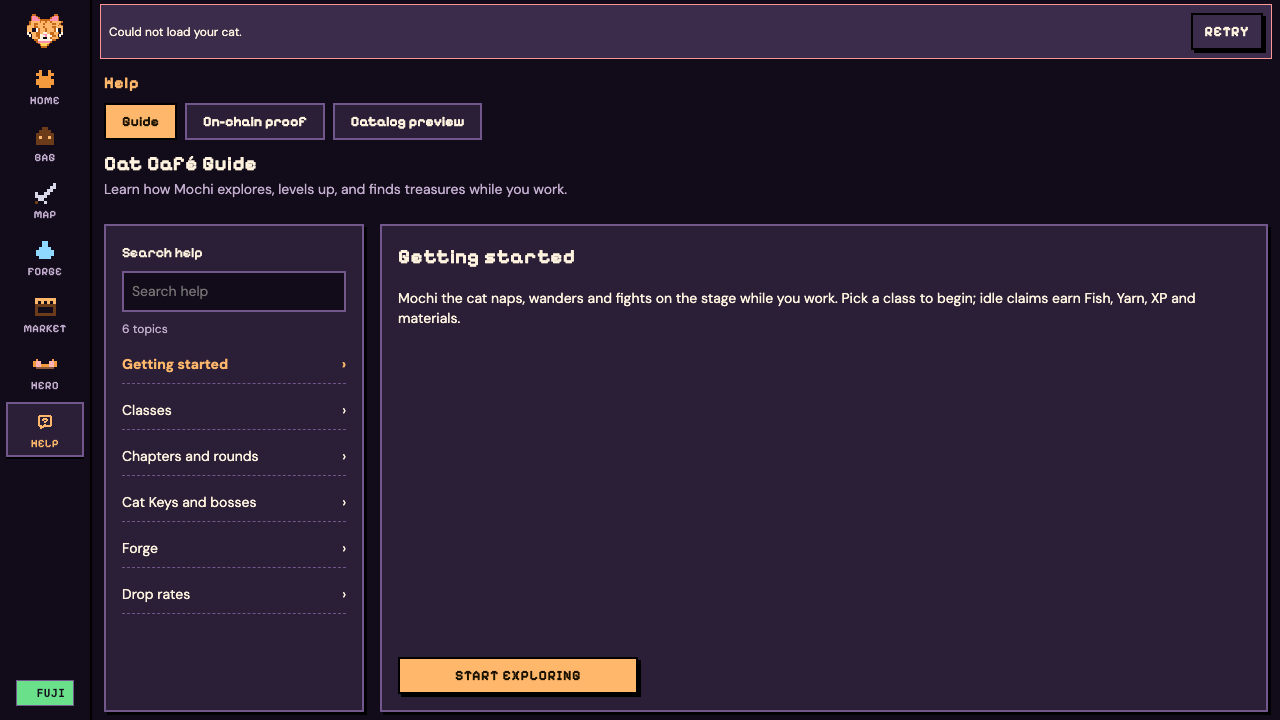 Could not load your cat.
RETRY
HOME
BAG
MAP
FORGE
MARKET
HERO
HELP
FUJI
Help
Guide
On-chain proof
Catalog preview
Cat Café Guide
Learn how Mochi explores, levels up, and finds treasures while you work.
Search help
Search help
6 topics
Getting started ›
Classes ›
Chapters and rounds ›
Cat Keys and bosses ›
Forge ›
Drop rates ›
Getting started
Mochi the cat naps, wanders and fights on the stage while you work. Pick a class to begin; idle claims earn Fish, Yarn, XP and
materials.
START EXPLORING